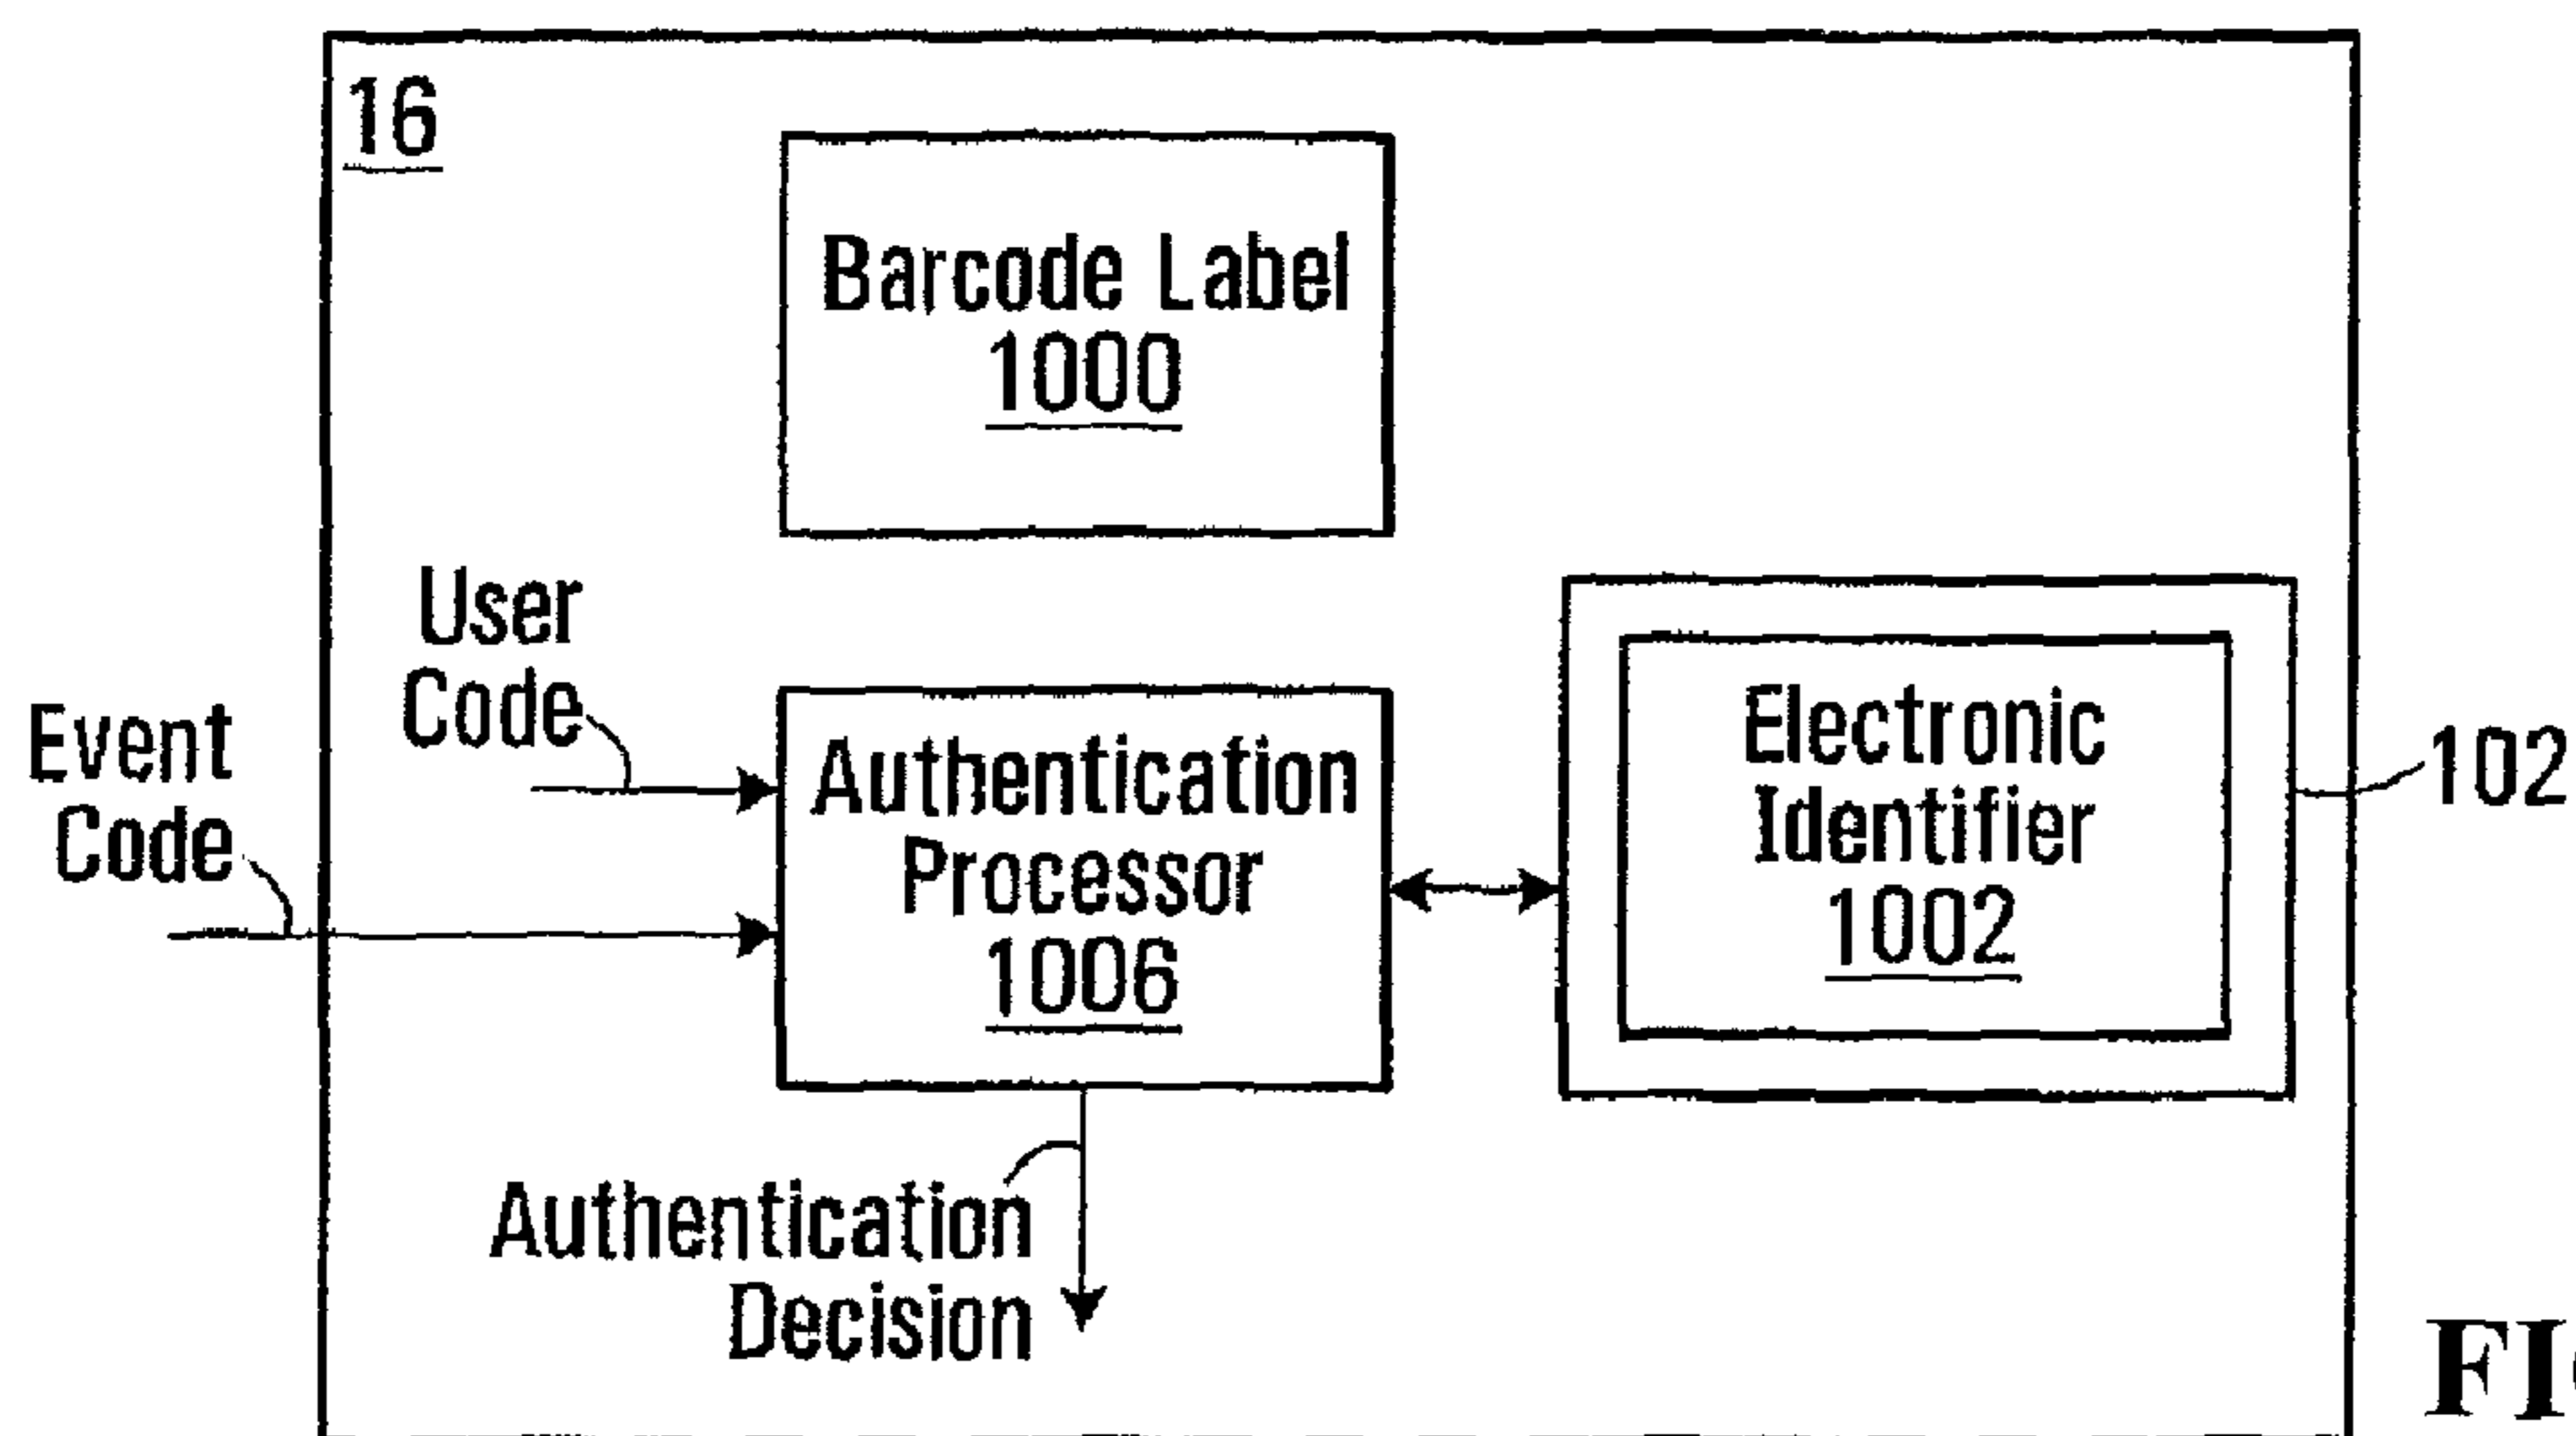 16
Barcode Label
1000
User
Code
Event
Code
Authentication
Processor
1006
Electronic
Identifier
1002
102
Authentication
Decision